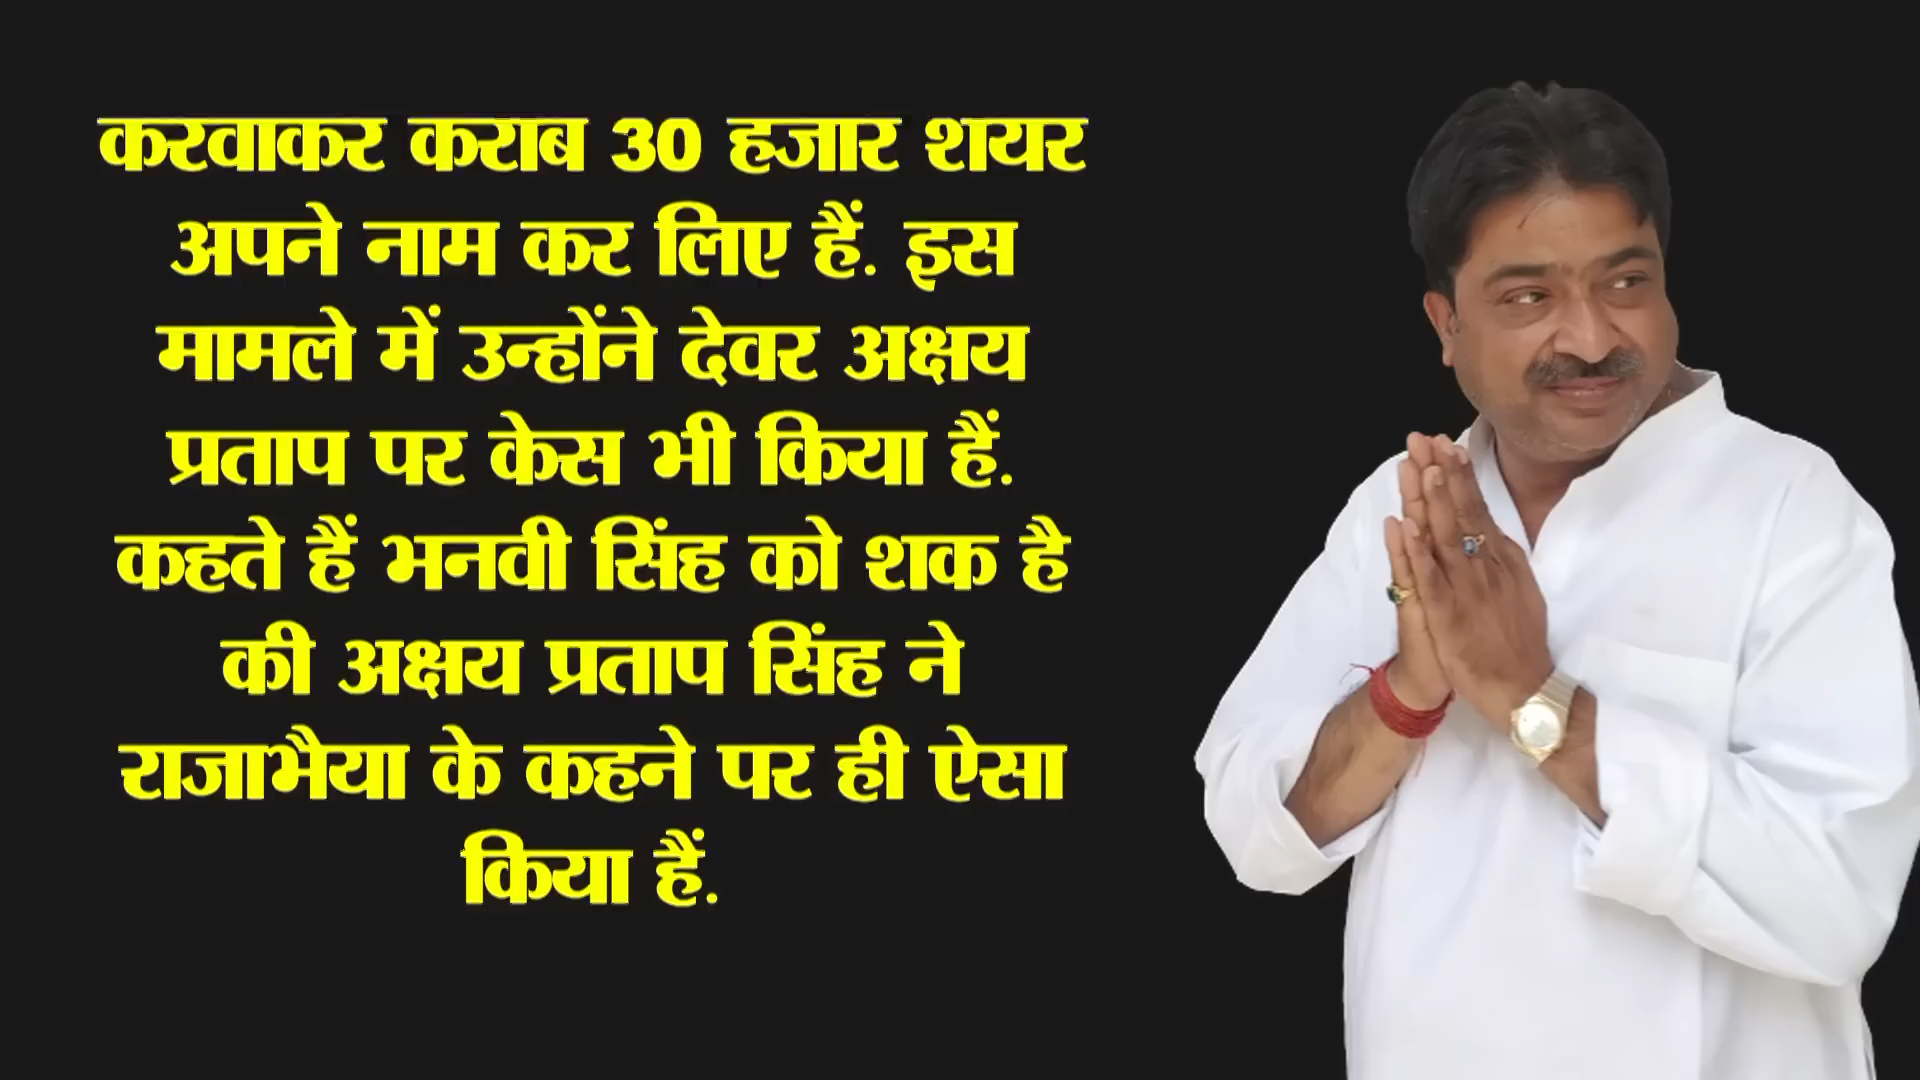 करवाकर कराब 30 हजार शयर
अपने नाम कर लिए हैं. इस
मामले में उन्होंने देवर अक्षय
प्रताप पर केस भी किया हैं.
कहते हैं भनवी सिंह को शक है
की अक्षय प्रताप सिंह ने
राजाभैया के कहने पर ही ऐसा
किया हैं.